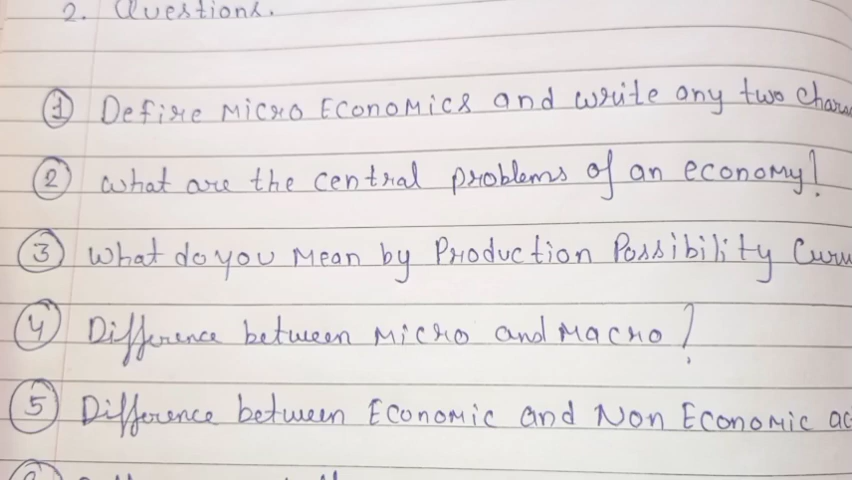 2. Questions.
① Define Micro Economics and write any two
② What are the central problems of an economy!
③ What do you Mean by Production Possibility
④ Difference between Micro and Macro?
⑤ Difference between Economic and Non Economic